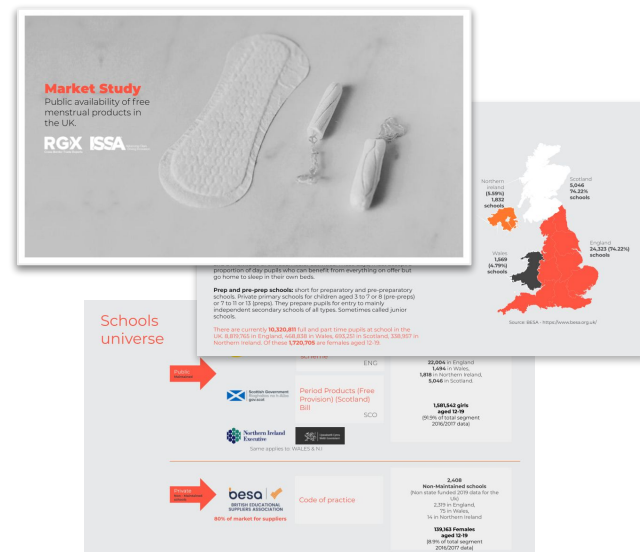 Market Study
Public availability of free
menstrual products in
the UK.
RGX ISSA
Northern
Ireland
(5.59%)
1,832
schools
Scotland
5,046
74.22%
schools
Wales
1,569
(4.79%)
schools
England
24,323 (74.22%)
schools
Source: BESA - https://www.besa.org.uk/
proportion of day pupils who can benefit from everything on offer but
go home to sleep in their own beds.
Prep and pre-prep schools: short for preparatory and pre-preparatory
schools. Private primary schools for children aged 3 to 7 or 8 (pre-preps)
or 7 to 11 or 13 (preps). They prepare pupils for entry to mainly
independent secondary schools of all types. Sometimes called junior
schools.
There are currently 10,320,811 full and part time pupils at school in the
UK. 8,819,765 in England, 468,838 in Wales, 693,251 in Scotland, 338,957 in
Northern Ireland. Of these 1,720,705 are females aged 12-19.
Schools
universe
Public
scheme
ENG
22,004 in England
1,494 in Wales,
1,818 in Northern Ireland,
5,046 in Scotland.
Scottish Government
gov.scot
Period Products (Free
Provision) (Scotland)
Bill
SCO
1,581,542 girls
aged 12-19
(91.9% of total segment
2016/2017 data)
Northern Ireland
Executive
Same applies to: WALES & N.I
Private
besa
BRITISH EDUCATIONAL
SUPPLIERS ASSOCIATION
80% of market for suppliers
Code of practice
2,408
Non-Maintained schools
(Non state funded 2019 data for the
Uk)
2,319 in England,
75 in Wales,
14 in Northern Ireland
139,163 Females
aged 12-19
(8.9% of total segment
2016/2017 data)